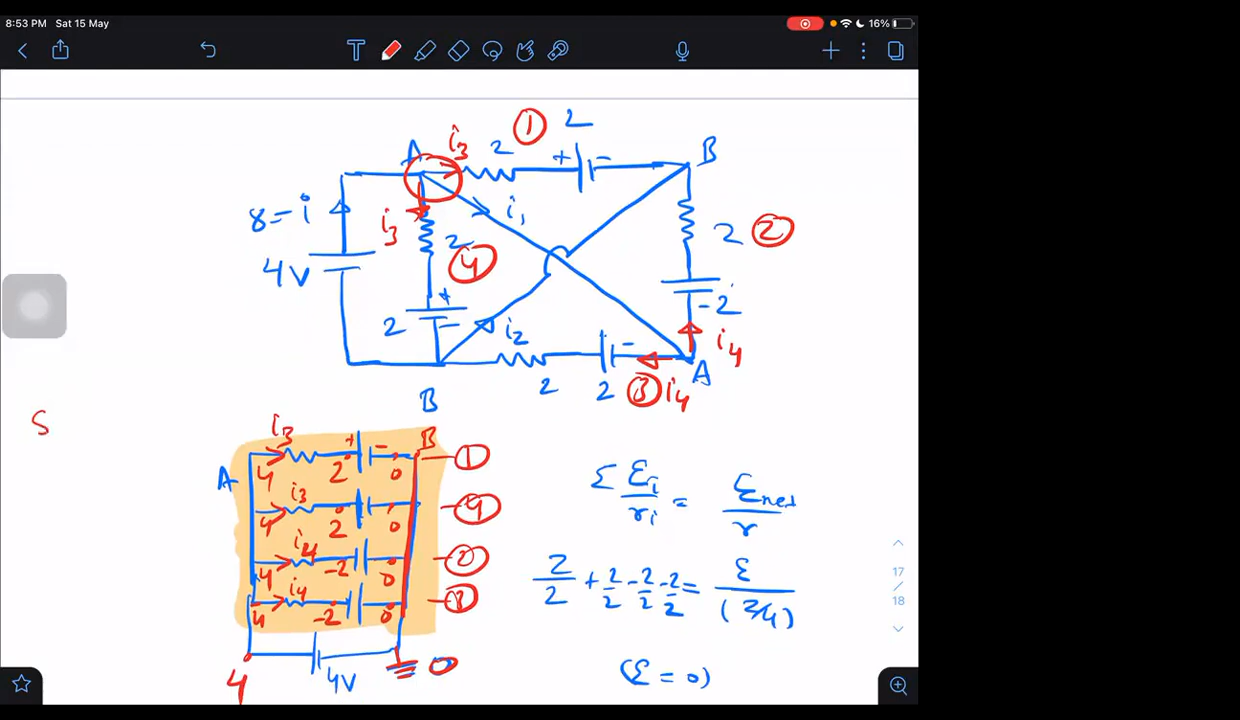 8:53 PM Sat 15 May
16%
T
A i₃ 2 ① 2 + - B
8 = i
4V
i₃ 2 ④ + - 2
i₁
i₂
2 ②
- 2
i₄
B 2 2 - ③ i₄ A
S
A i₃ 4 + - 2 0 B ①
i₃ 4 2 0 ④
i₄ 4 -2 0 ②
i₄ 4 -2 0 ③
4 4V 0
Σ εᵢ/rᵢ = εnet/r
2/2 + 2/2 - 2/2 - 2/2 = ε/(2/4)
(ε = 0)
17
/
18